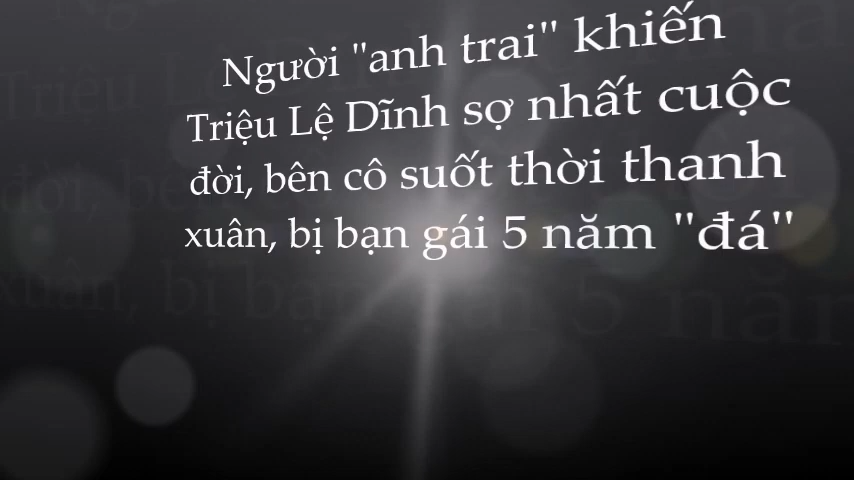 Người "anh trai" khiến
Triệu Lệ Dĩnh sợ nhất cuộc
đời, bên cô suốt thời thanh
xuân, bị bạn gái 5 năm "đá"